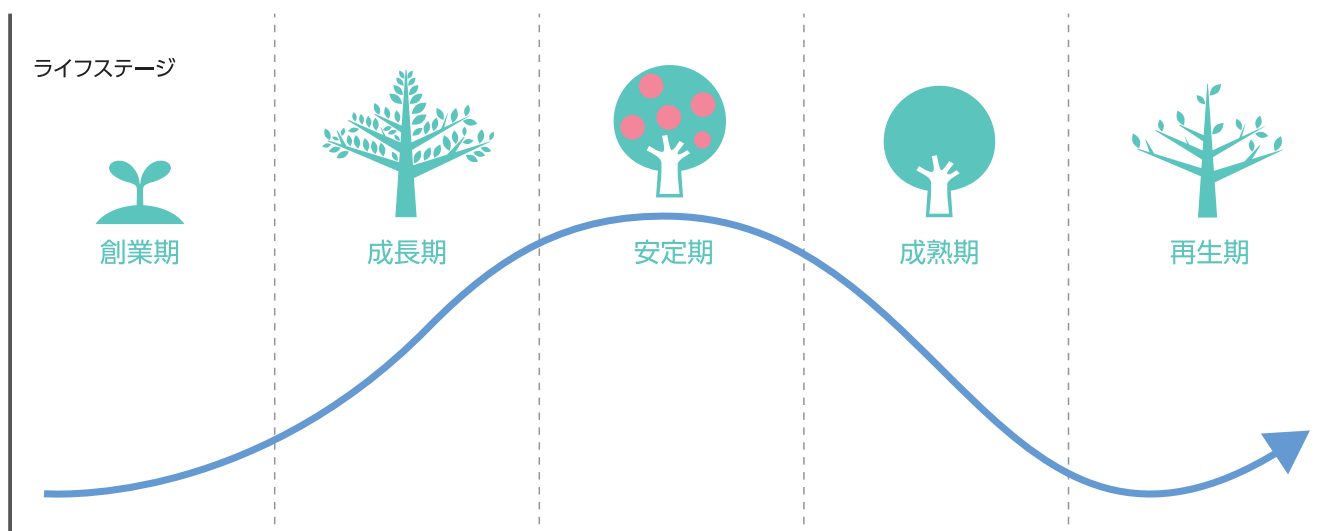 ライフステージ
創業期
成長期
安定期
成熟期
再生期